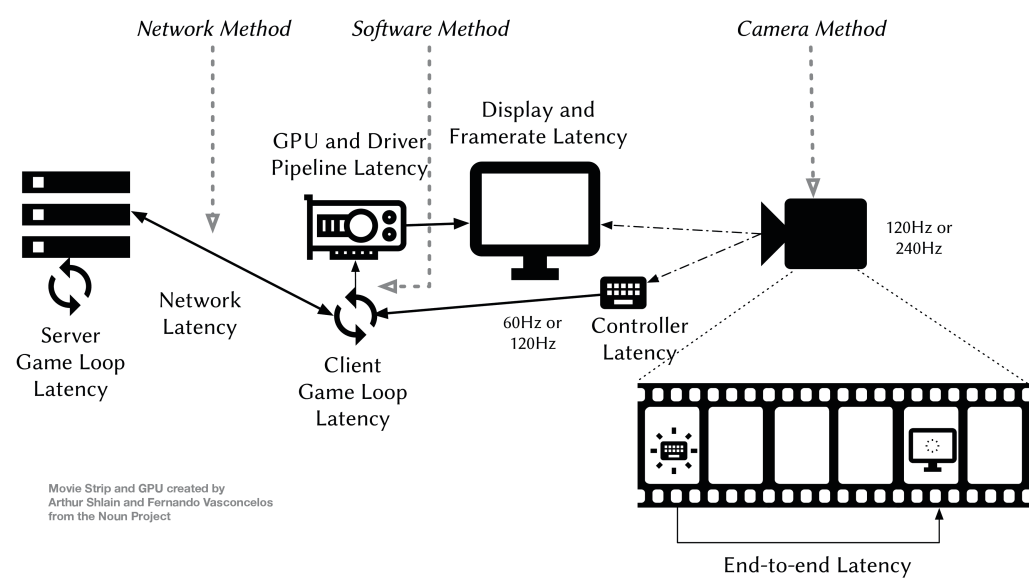 Network Method
Software Method
Camera Method
Display and
Framerate Latency
GPU and Driver
Pipeline Latency
120Hz or
240Hz
Network
Latency
60Hz or
120Hz
Controller
Latency
Server
Game Loop
Latency
Client
Game Loop
Latency
Movie Strip and GPU created by
Arthur Shlain and Fernando Vasconcelos
from the Noun Project
End-to-end Latency